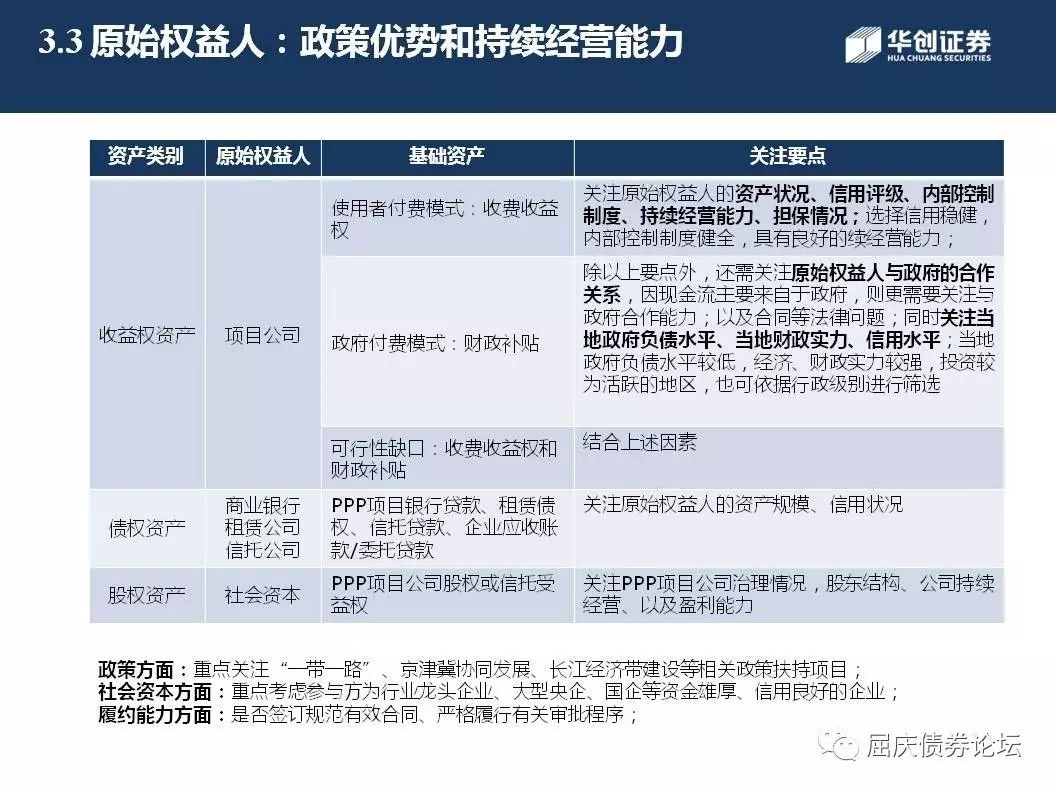 3.3 原始权益人：政策优势和持续经营能力
华创证券
HUA CHUANG SECURITIES
资产类别 原始权益人 基础资产 关注要点
收益权资产
项目公司
使用者付费模式：收费收益
权
关注原始权益人的资产状况、信用评级、内部控制
制度、持续经营能力、担保情况；选择信用稳健，
内部控制制度健全，具有良好的续经营能力；
政府付费模式：财政补贴
除以上要点外，还需关注原始权益人与政府的合作
关系，因现金流主要来自于政府，则更需要关注与
政府合作能力；以及合同等法律问题；同时关注当
地政府负债水平、当地财政实力、信用水平；当地
政府负债水平较低，经济、财政实力较强，投资较
为活跃的地区，也可依据行政级别进行筛选
可行性缺口：收费收益权和
财政补贴
结合上述因素
债权资产
商业银行
租赁公司
信托公司
PPP项目银行贷款、租赁债
权、信托贷款、企业应收账
款/委托贷款
关注原始权益人的资产规模、信用状况
股权资产
社会资本
PPP项目公司股权或信托受
益权
关注PPP项目公司治理情况，股东结构、公司持续
经营、以及盈利能力
政策方面：重点关注“一带一路”、京津冀协同发展、长江经济带建设等相关政策扶持项目；
社会资本方面：重点考虑参与方为行业龙头企业、大型央企、国企等资金雄厚、信用良好的企业；
履约能力方面：是否签订规范有效合同、严格履行有关审批程序；
屈庆债券论坛